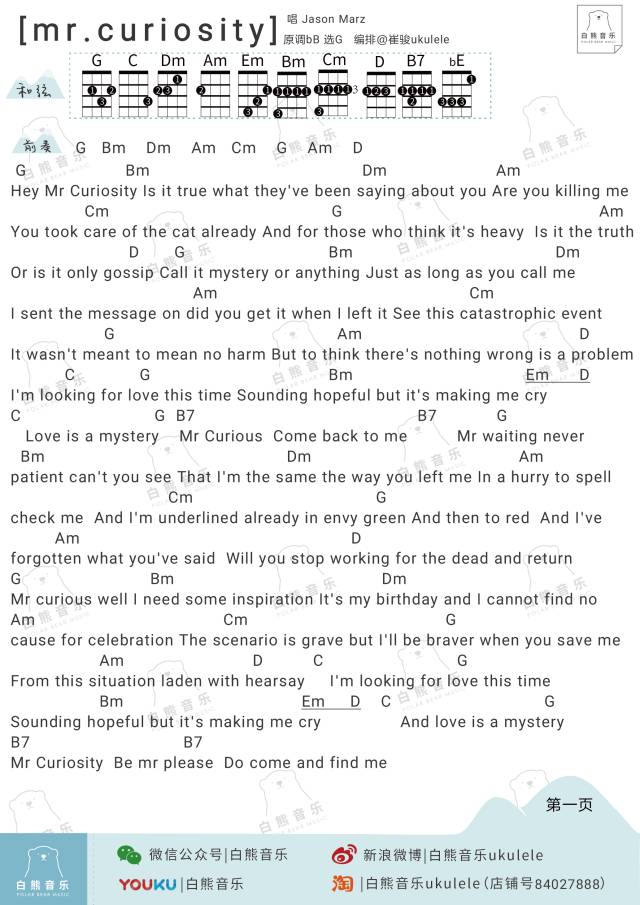 [mr.curiosity]
唱 Jason Marz
原调bB 选G 编排@崔骏ukulele
白熊音乐
POLAR BEAR MUSIC
和弦
G C Dm Am Em Bm Cm D B7 bE
3
前奏 G Bm Dm Am Cm G Am D
G Bm Dm Am
Hey Mr Curiosity Is it true what they've been saying about you Are you killing me
Cm G Am
You took care of the cat already And for those who think it's heavy Is it the truth
D G Bm Dm
Or is it only gossip Call it mystery or anything Just as long as you call me
Am Cm
I sent the message on did you get it when I left it See this catastrophic event
G Am D
It wasn't meant to mean no harm But to think there's nothing wrong is a problem
C G Bm Em D
I'm looking for love this time Sounding hopeful but it's making me cry
C G B7 B7 G
Love is a mystery Mr Curious Come back to me Mr waiting never
Bm Dm Am
patient can't you see That I'm the same the way you left me In a hurry to spell
Cm G
check me And I'm underlined already in envy green And then to red And I've
Am D
forgotten what you've said Will you stop working for the dead and return
G Bm Dm
Mr curious well I need some inspiration It's my birthday and I cannot find no
Am Cm G
cause for celebration The scenario is grave but I'll be braver when you save me
Am D C G
From this situation laden with hearsay I'm looking for love this time
Bm Em D C G
Sounding hopeful but it's making me cry And love is a mystery
B7 B7
Mr Curiosity Be mr please Do come and find me
第一页
白熊音乐
POLAR BEAR MUSIC
微信公众号|白熊音乐
新浪微博|白熊音乐ukulele
YOUKU |白熊音乐
淘 |白熊音乐ukulele(店铺号84027888)